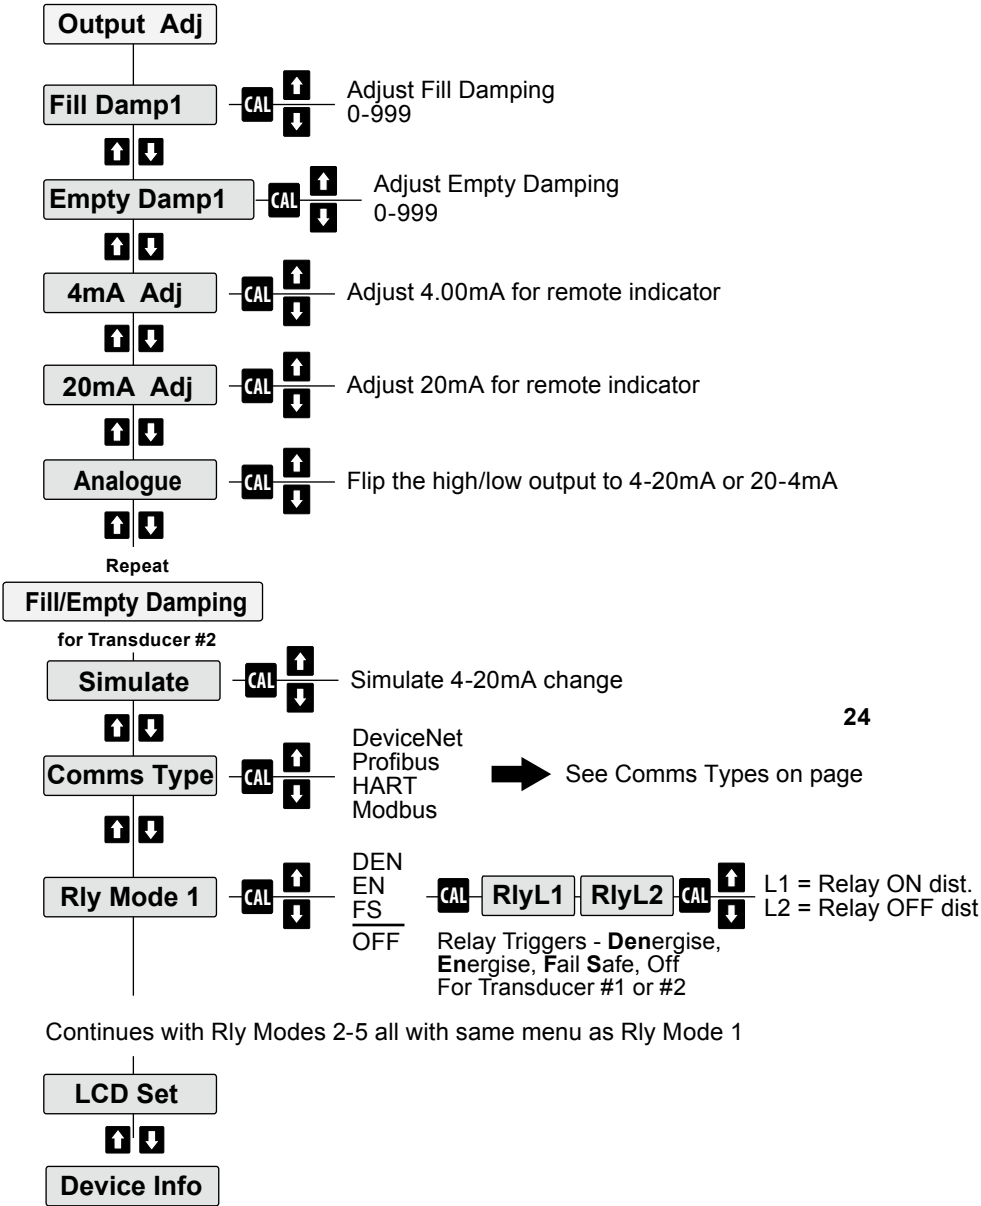 Output Adj
Fill Damp1
CAL
Adjust Fill Damping
0-999
Empty Damp1
CAL
Adjust Empty Damping
0-999
4mA Adj
CAL
Adjust 4.00mA for remote indicator
20mA Adj
CAL
Adjust 20mA for remote indicator
Analogue
CAL
Flip the high/low output to 4-20mA or 20-4mA
Repeat
Fill/Empty Damping
for Transducer #2
Simulate
CAL
Simulate 4-20mA change
24
Comms Type
CAL
DeviceNet
Profibus
HART
Modbus
See Comms Types on page
Rly Mode 1
CAL
DEN
EN
FS
OFF
CAL
RlyL1
RlyL2
CAL
L1 = Relay ON dist.
L2 = Relay OFF dist
Relay Triggers - Denergise,
Energise, Fail Safe, Off
For Transducer #1 or #2
Continues with Rly Modes 2-5 all with same menu as Rly Mode 1
LCD Set
Device Info